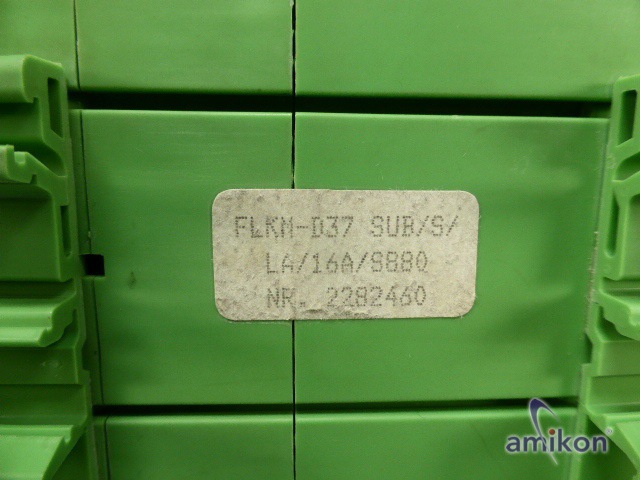 FLKM-D37 SUB/S/
LA/16A/S880
NR. 2282460
amikon®